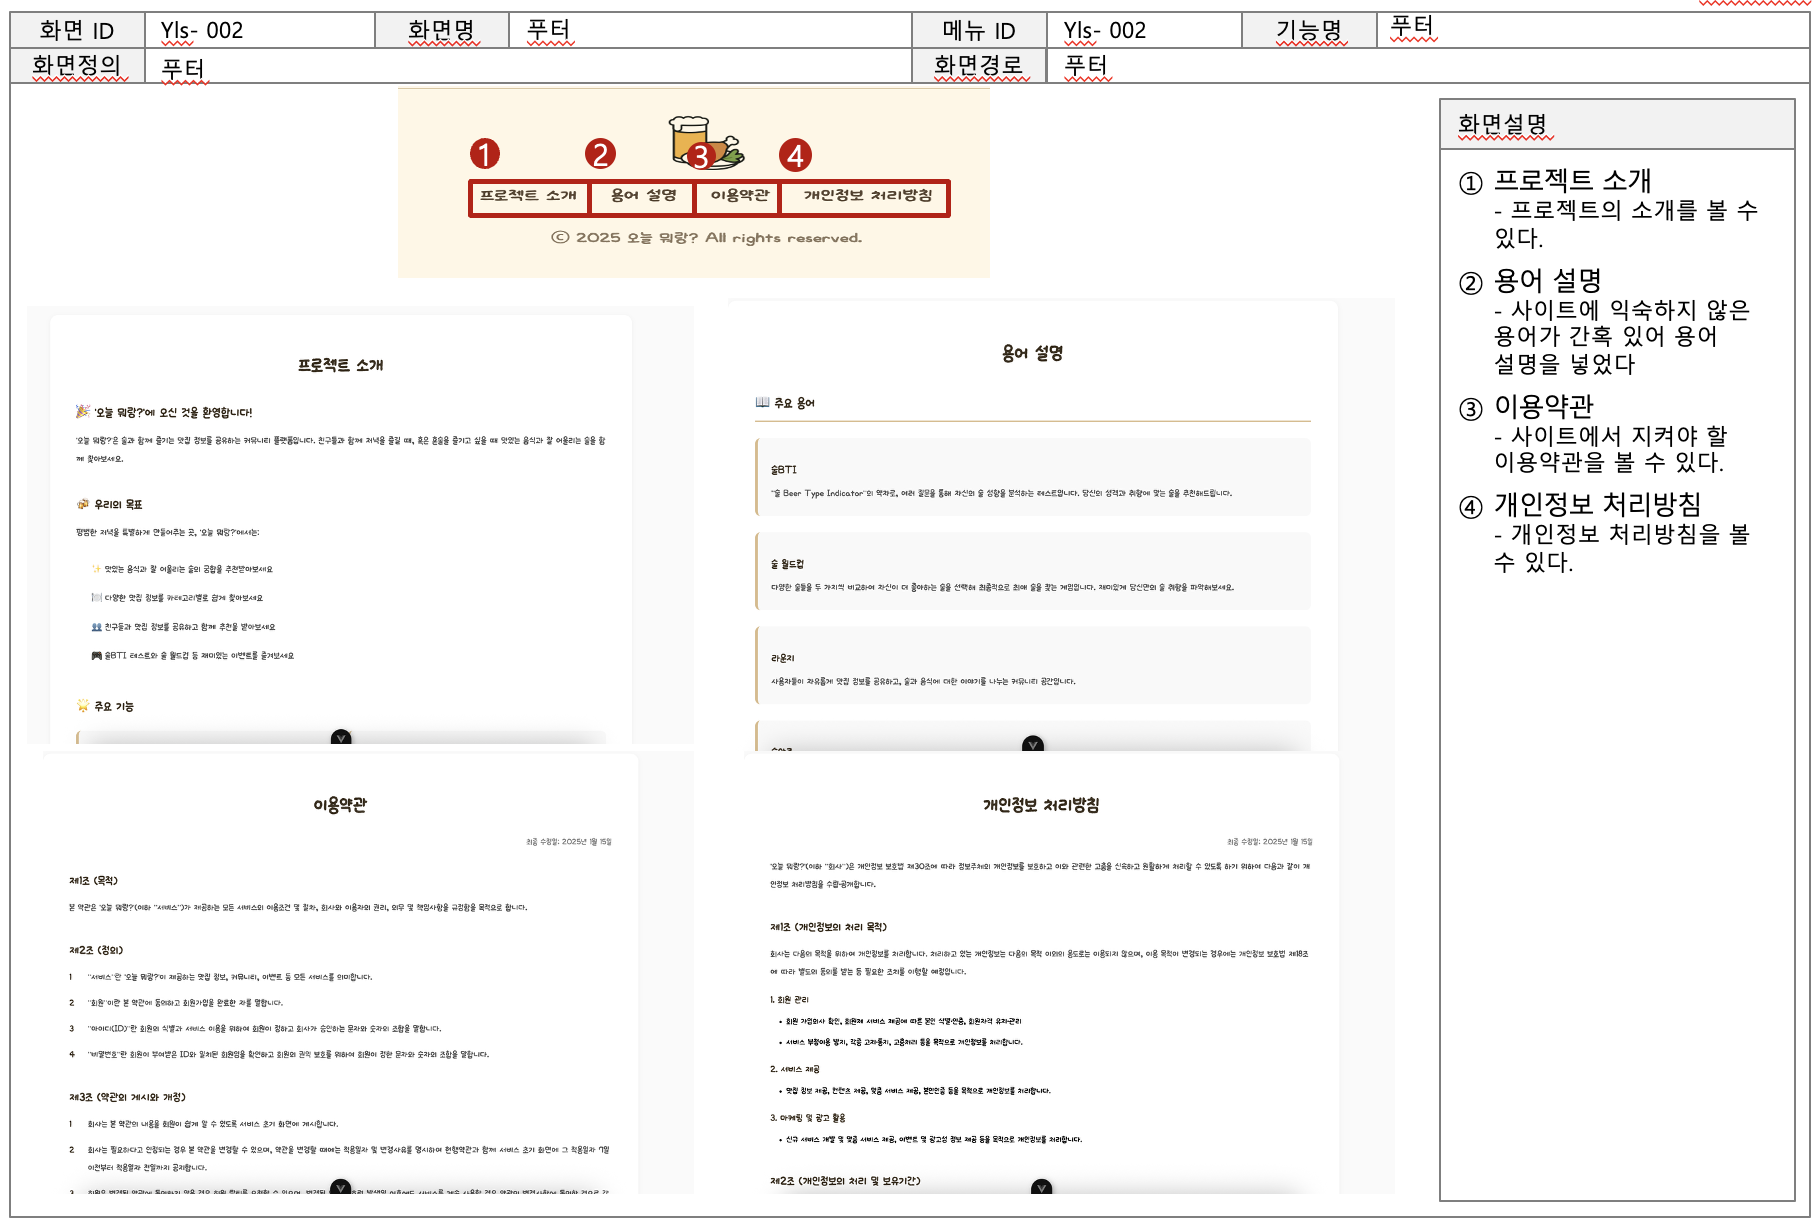 화면 ID Yls- 002 화면명 푸터 메뉴 ID Yls- 002 기능명 푸터
화면정의 푸터 화면경로 푸터
1 2 3 4
프로젝트 소개 용어 설명 이용약관 개인정보 처리방침
© 2025 오늘 뭐랑? All rights reserved.
프로젝트 소개
'오늘 뭐랑?'에 오신 것을 환영합니다!
'오늘 뭐랑?'은 술과 함께 즐기는 맛집 정보를 공유하는 커뮤니티 플랫폼입니다. 친구들과 함께 저녁을 즐길 때, 혹은 혼술을 즐기고 싶을 때 맛있는 음식과 잘 어울리는 술을 함
께 찾아보세요.
우리의 목표
평범한 저녁을 특별하게 만들어주는 곳, '오늘 뭐랑?'에서는:
맛있는 음식과 잘 어울리는 술의 궁합을 추천받아보세요
다양한 맛집 정보를 카테고리별로 쉽게 찾아보세요
친구들과 맛집 정보를 공유하고 함께 추천을 받아보세요
술BTI 테스트와 술 월드컵 등 재미있는 이벤트를 즐겨보세요
주요 기능
용어 설명
주요 용어
술BTI
"술 Beer Type Indicator"의 약자로, 여러 질문을 통해 자신의 술 성향을 분석하는 테스트입니다. 당신의 성격과 취향에 맞는 술을 추천해드립니다.
술 월드컵
다양한 술들을 두 가지씩 비교하여 자신이 더 좋아하는 술을 선택해 최종적으로 최애 술을 찾는 게임입니다. 재미있게 당신만의 술 취향을 파악해보세요.
라운지
사용자들이 자유롭게 맛집 정보를 공유하고, 술과 음식에 대한 이야기를 나누는 커뮤니티 공간입니다.
이용약관
최종 수정일: 2025년 1월 15일
제1조 (목적)
본 약관은 '오늘 뭐랑?'(이하 "서비스")가 제공하는 모든 서비스의 이용조건 및 절차, 회사와 이용자의 권리, 의무 및 책임사항을 규정함을 목적으로 합니다.
제2조 (정의)
1 "서비스"란 '오늘 뭐랑?'이 제공하는 맛집 정보, 커뮤니티, 이벤트 등 모든 서비스를 의미합니다.
2 "회원"이란 본 약관에 동의하고 회원가입을 완료한 자를 말합니다.
3 "아이디(ID)"란 회원의 식별과 서비스 이용을 위하여 회원이 정하고 회사가 승인하는 문자와 숫자의 조합을 말합니다.
4 "비밀번호"란 회원이 부여받은 ID와 일치된 회원임을 확인하고 회원의 권익 보호를 위하여 회원이 정한 문자와 숫자의 조합을 말합니다.
제3조 (약관의 게시와 개정)
1 회사는 본 약관의 내용을 회원이 쉽게 알 수 있도록 서비스 초기 화면에 게시합니다.
2 회사는 필요하다고 인정되는 경우 본 약관을 변경할 수 있으며, 약관을 변경할 때에는 적용일자 및 변경사유를 명시하여 현행약관과 함께 서비스 초기 화면에 그 적용일자 7일
이전부터 적용일자 전일까지 공지합니다.
개인정보 처리방침
최종 수정일: 2025년 1월 15일
'오늘 뭐랑?'(이하 "회사")은 개인정보 보호법 제30조에 따라 정보주체의 개인정보를 보호하고 이와 관련한 고충을 신속하고 원활하게 처리할 수 있도록 하기 위하여 다음과 같이 개
인정보 처리방침을 수립·공개합니다.
제1조 (개인정보의 처리 목적)
회사는 다음의 목적을 위하여 개인정보를 처리합니다. 처리하고 있는 개인정보는 다음의 목적 이외의 용도로는 이용되지 않으며, 이용 목적이 변경되는 경우에는 개인정보 보호법 제18조
에 따라 별도의 동의를 받는 등 필요한 조치를 이행할 예정입니다.
1. 회원 관리
• 회원 가입의사 확인, 회원제 서비스 제공에 따른 본인 식별·인증, 회원자격 유지·관리
• 서비스 부정이용 방지, 각종 고지·통지, 고충처리 등을 목적으로 개인정보를 처리합니다.
2. 서비스 제공
• 맛집 정보 제공, 컨텐츠 제공, 맞춤 서비스 제공, 본인인증 등을 목적으로 개인정보를 처리합니다.
3. 마케팅 및 광고 활용
• 신규 서비스 개발 및 맞춤 서비스 제공, 이벤트 및 광고성 정보 제공 등을 목적으로 개인정보를 처리합니다.
제2조 (개인정보의 처리 및 보유기간)
화면설명
① 프로젝트 소개
- 프로젝트의 소개를 볼 수
있다.
② 용어 설명
- 사이트에 익숙하지 않은
용어가 간혹 있어 용어
설명을 넣었다
③ 이용약관
- 사이트에서 지켜야 할
이용약관을 볼 수 있다.
④ 개인정보 처리방침
- 개인정보 처리방침을 볼
수 있다.